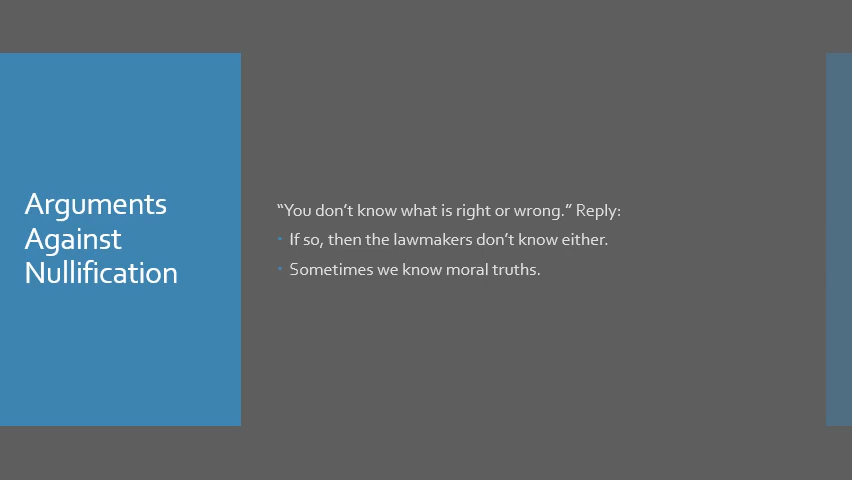 Arguments
Against
Nullification
“You don’t know what is right or wrong.” Reply:
• If so, then the lawmakers don’t know either.
• Sometimes we know moral truths.